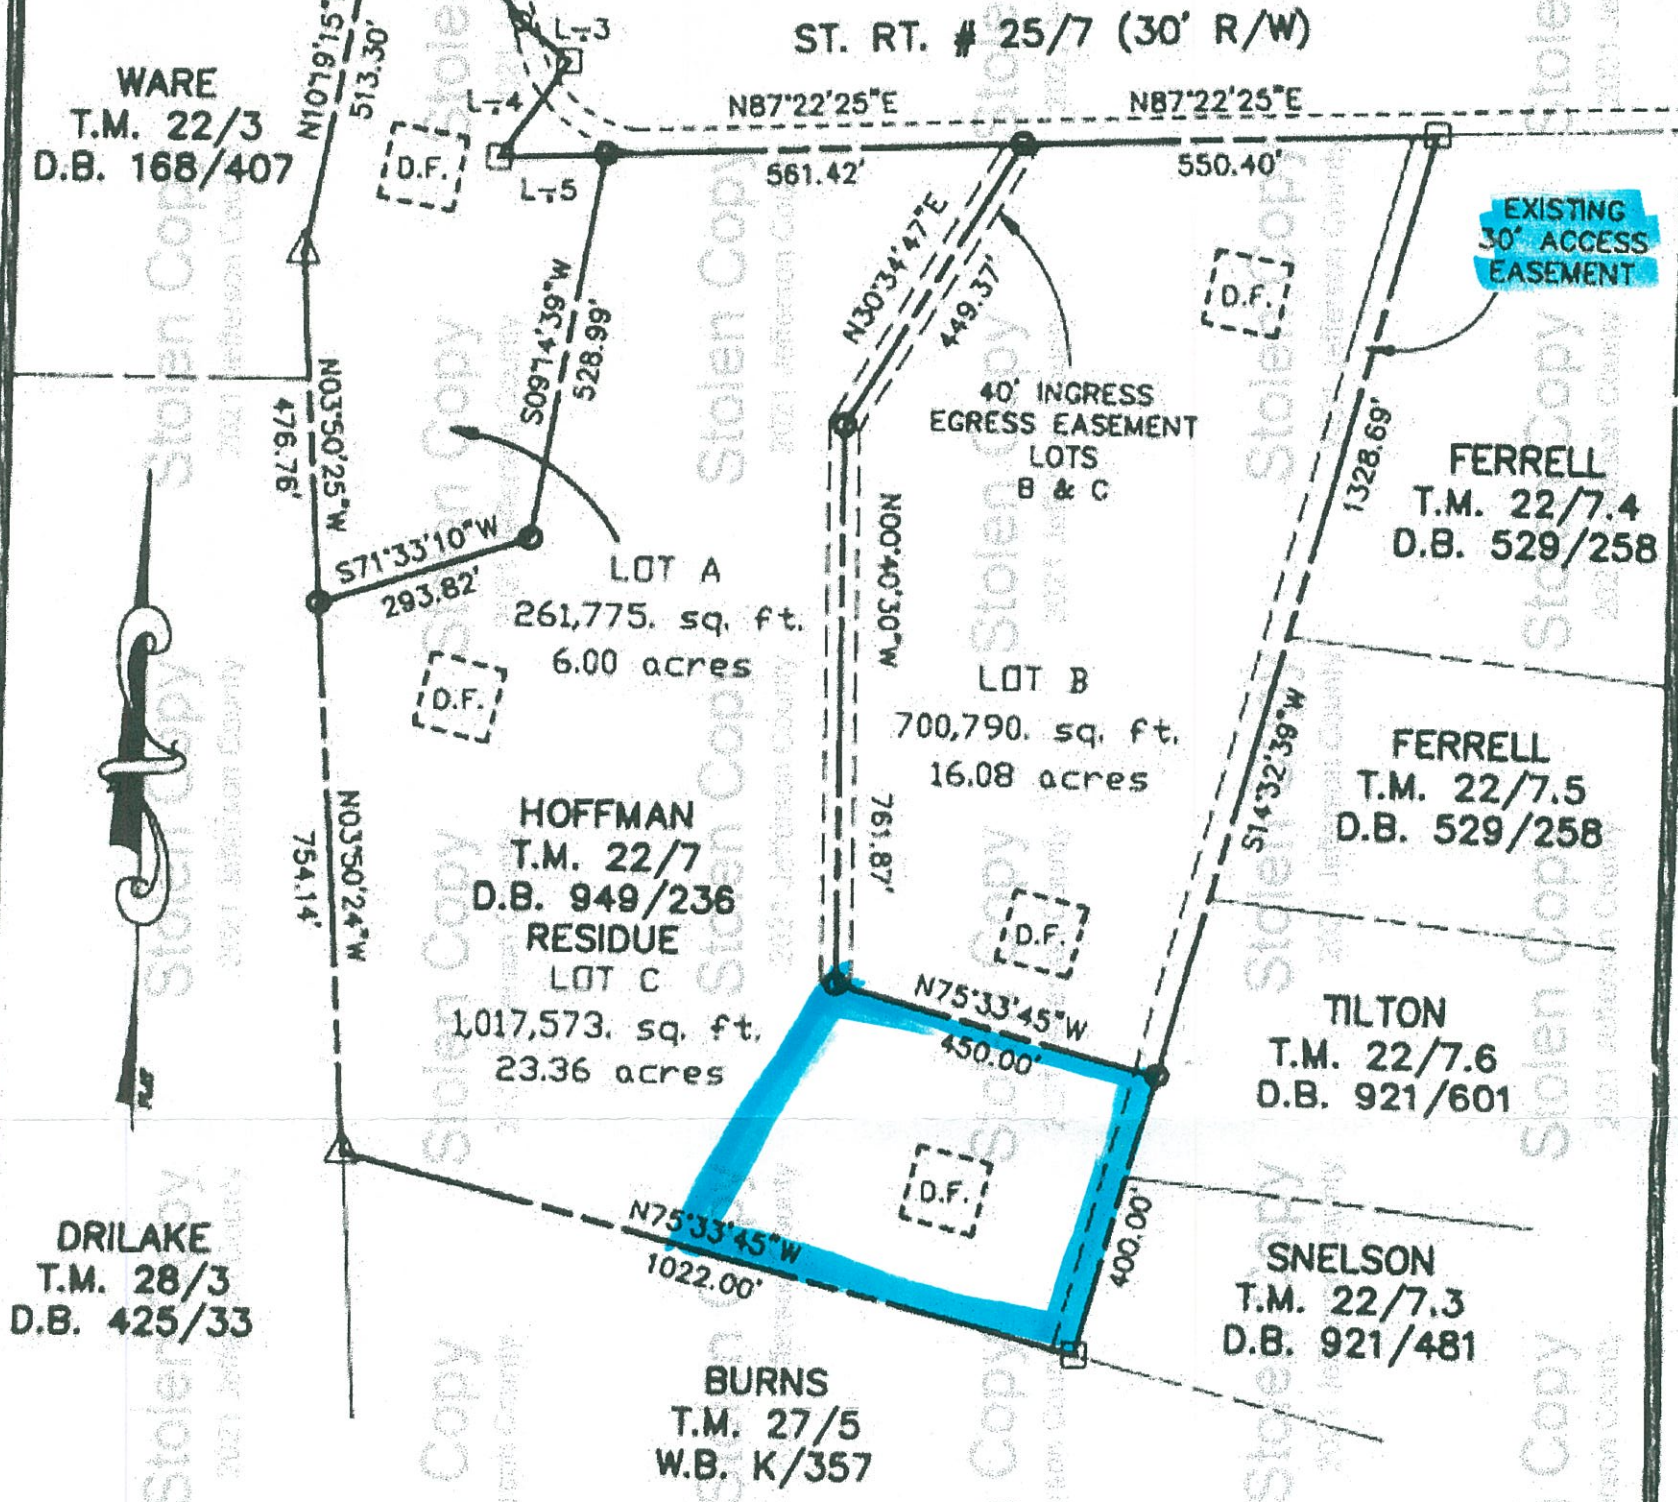 ST. RT. # 25/7 (30' R/W)
L-3
L-4
L-5
N10°19'15"
513.30'
WARE
T.M. 22/3
D.B. 168/407
D.F.
N87°22'25"E
561.42'
N87°22'25"E
550.40'
EXISTING
30' ACCESS
EASEMENT
S09°14'39"W
528.99'
N30°34'47"E
449.37'
D.F.
40' INGRESS
EGRESS EASEMENT
LOTS
B & C
N03°50'25"W
476.76'
1328.69'
S14°32'39"W
FERRELL
T.M. 22/7.4
D.B. 529/258
S71°33'10"W
293.82'
LOT A
261,775. sq. ft.
6.00 acres
N00°40'30"W
761.87'
D.F.
LOT B
700,790. sq. ft.
16.08 acres
FERRELL
T.M. 22/7.5
D.B. 529/258
N03°50'24"W
754.14'
HOFFMAN
T.M. 22/7
D.B. 949/236
RESIDUE
LOT C
1,017,573. sq. ft.
23.36 acres
D.F.
N75°33'45"W
450.00'
TILTON
T.M. 22/7.6
D.B. 921/601
D.F.
400.00'
N75°33'45"W
1022.00'
DRILAKE
T.M. 28/3
D.B. 425/33
SNELSON
T.M. 22/7.3
D.B. 921/481
BURNS
T.M. 27/5
W.B. K/357
Stolen Copy